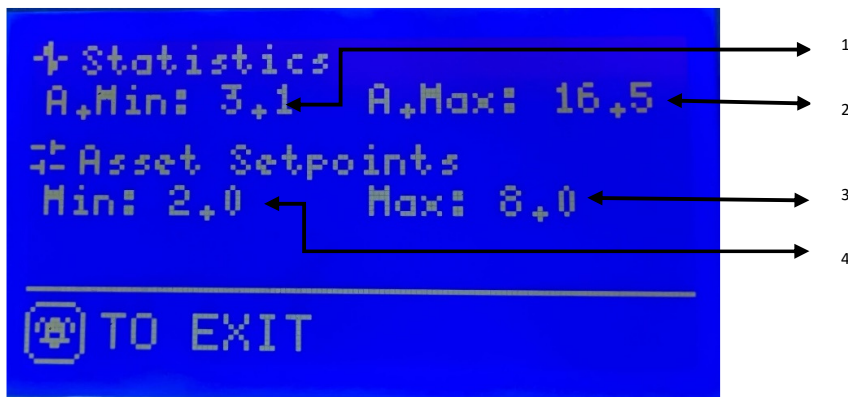 Statistics
A.Min: 3.1 A.Max: 16.5
Asset Setpoints
Min: 2.0 Max: 8.0
TO EXIT
1
2
3
4